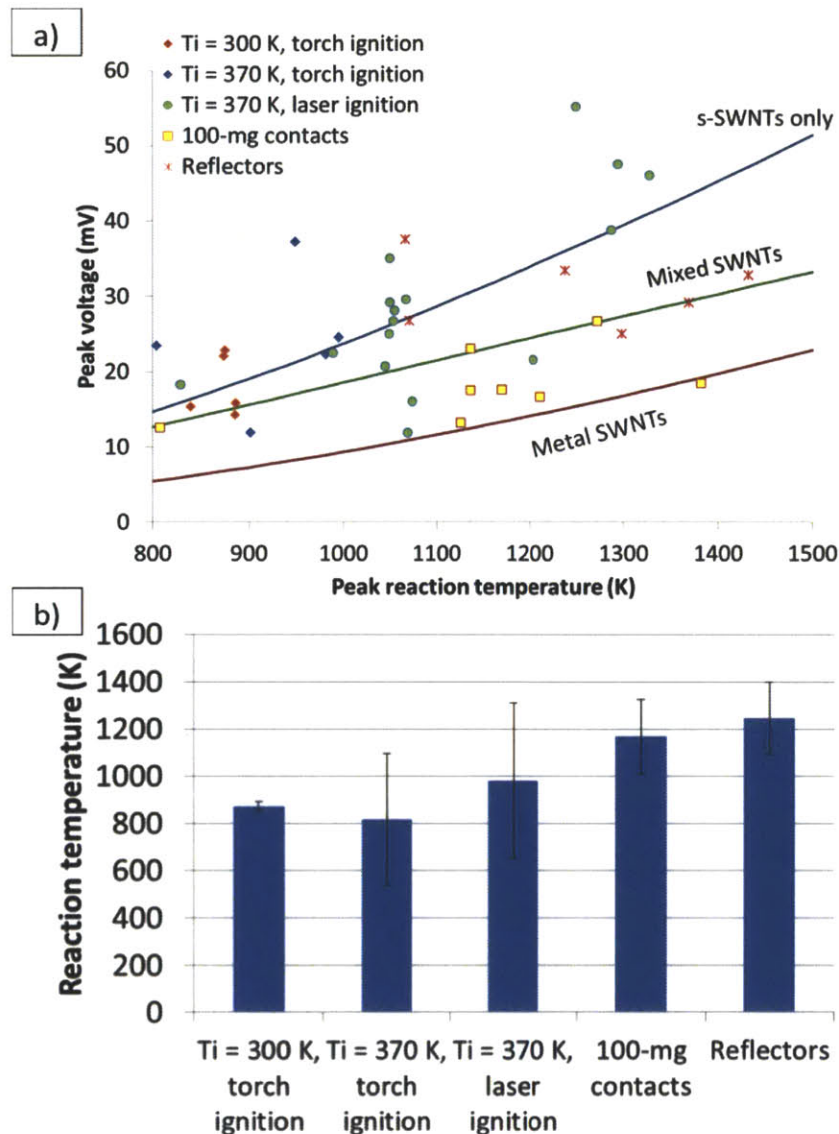 a)
Ti = 300 K, torch ignition
Ti = 370 K, torch ignition
Ti = 370 K, laser ignition
100-mg contacts
Reflectors
s-SWNTs only
Mixed SWNTs
Metal SWNTs
Peak voltage (mV)
60
50
40
30
20
10
0
800 900 1000 1100 1200 1300 1400 1500
Peak reaction temperature (K)
b)
Reaction temperature (K)
1600
1400
1200
1000
800
600
400
200
0
Ti = 300 K, Ti = 370 K, Ti = 370 K, 100-mg Reflectors
torch torch laser contacts
ignition ignition ignition